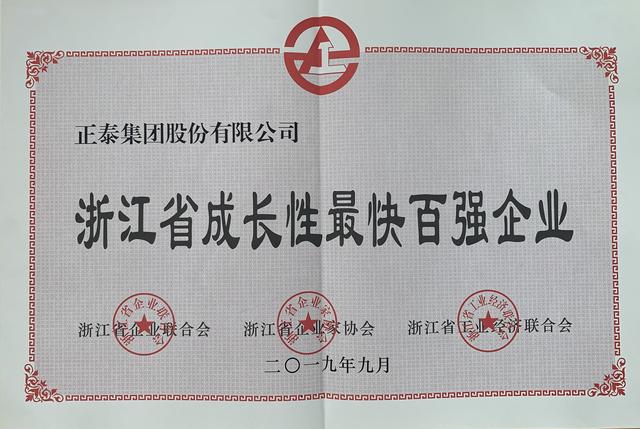 正泰集团股份有限公司
浙江省成长性最快百强企业
浙江省企业联合会 浙江省企业家协会 浙江省工业经济联合会
二〇一九年九月